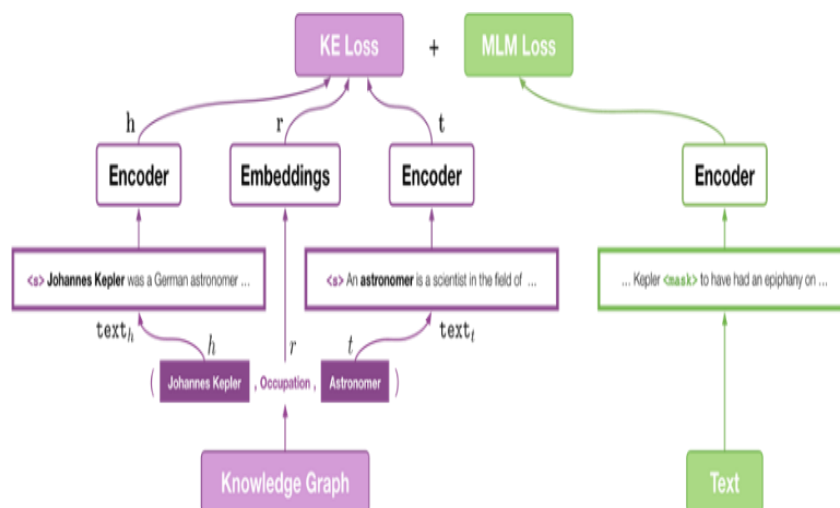 KE Loss + MLM Loss
h r t
Encoder Embeddings Encoder Encoder
<s> Johannes Kepler was a German astronomer ...
<s> An astronomer is a scientist in the field of ...
... Kepler <mask> to have had an epiphany on ...
text_h h r t text_t
( Johannes Kepler , Occupation , Astronomer )
Knowledge Graph
Text